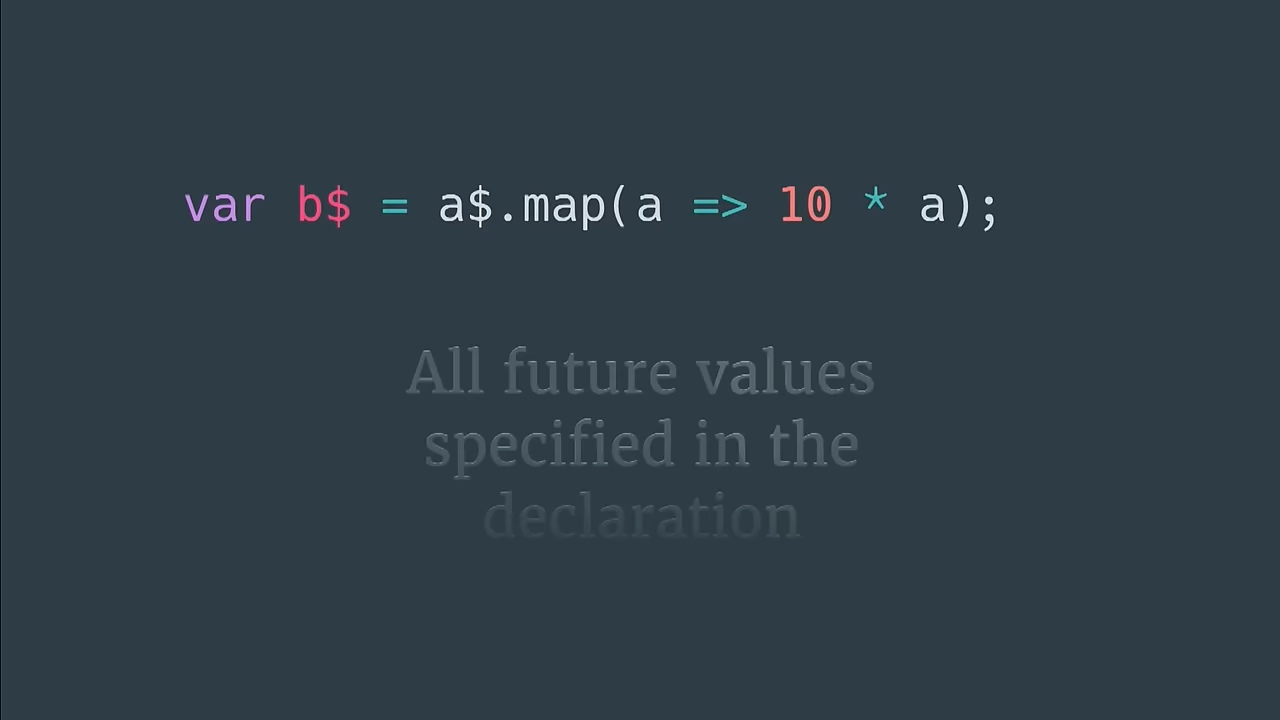 var b$ = a$.map(a => 10 * a);
All future values
specified in the
declaration